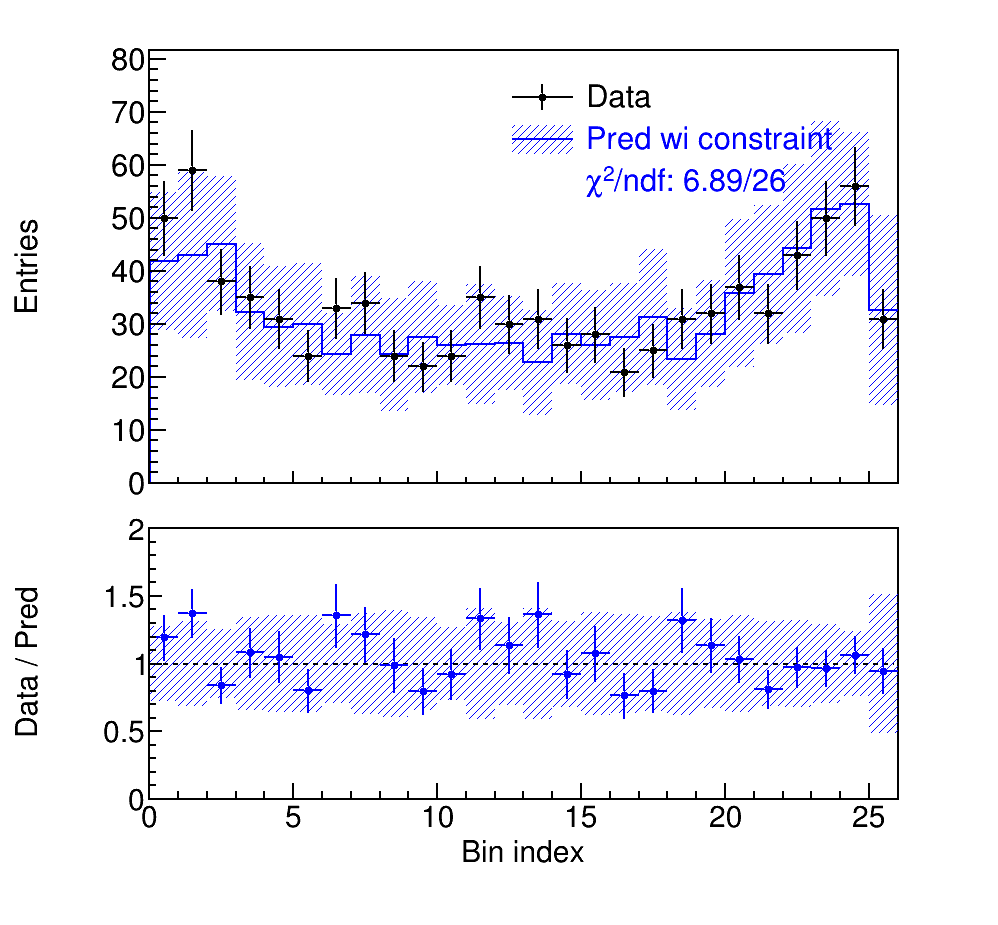 80
70
60
50
40
30
20
10
0
Entries
Data
Pred wi constraint
χ²/ndf: 6.89/26
2
1.5
1
0.5
0
Data / Pred
0 5 10 15 20 25
Bin index